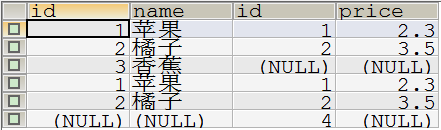 id name id price
1 苹果 1 2.3
2 橘子 2 3.5
3 香蕉 (NULL) (NULL)
1 苹果 1 2.3
2 橘子 2 3.5
(NULL) (NULL) 4 (NULL)